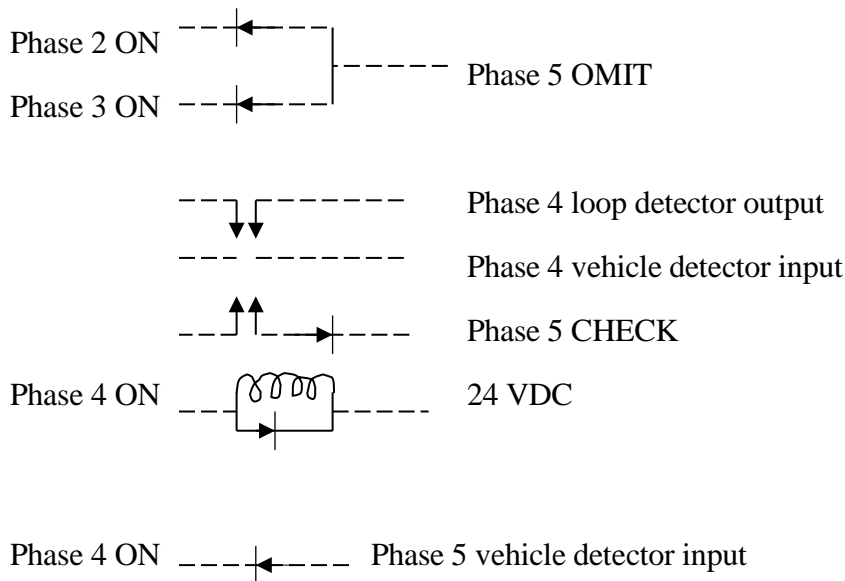 Phase 2 ON
Phase 5 OMIT
Phase 3 ON
Phase 4 loop detector output
Phase 4 vehicle detector input
Phase 5 CHECK
Phase 4 ON
24 VDC
Phase 4 ON
Phase 5 vehicle detector input